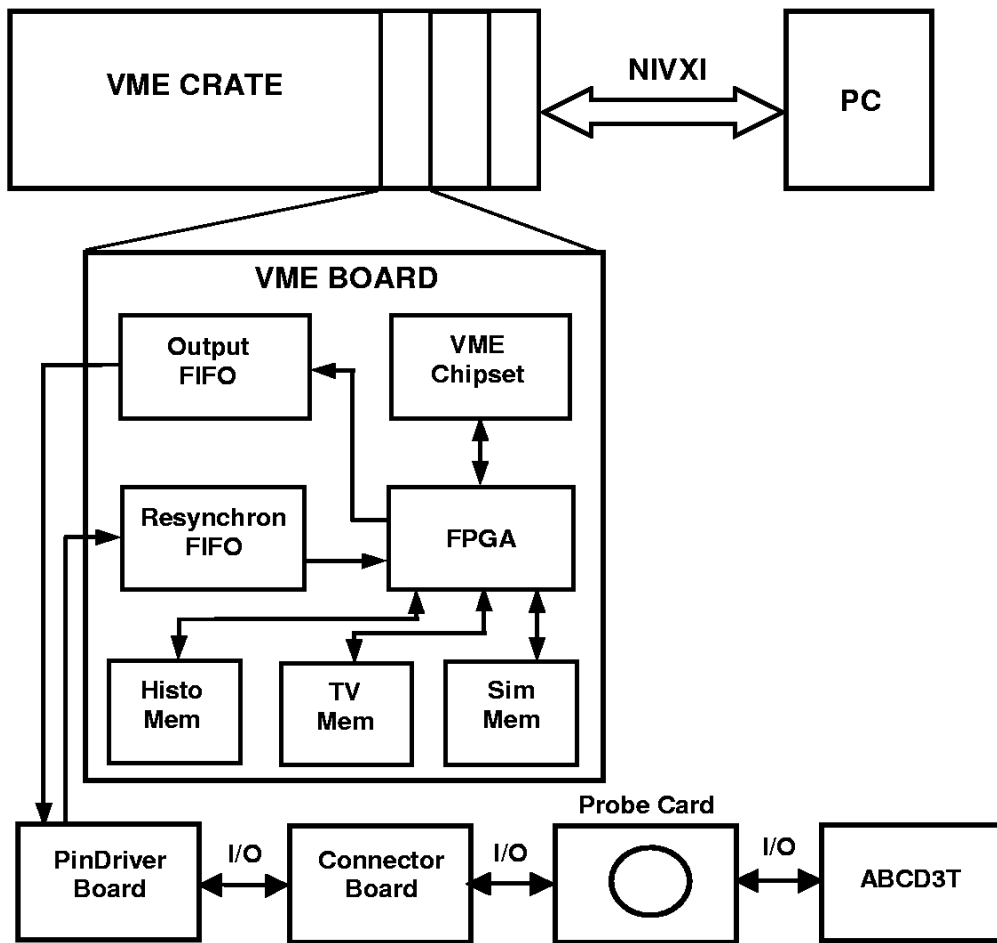 VME CRATE
NIVXI
PC
VME BOARD
Output
FIFO
VME
Chipset
Resynchron
FIFO
FPGA
Histo
Mem
TV
Mem
Sim
Mem
Probe Card
PinDriver
Board
I/O
Connector
Board
I/O
I/O
ABCD3T